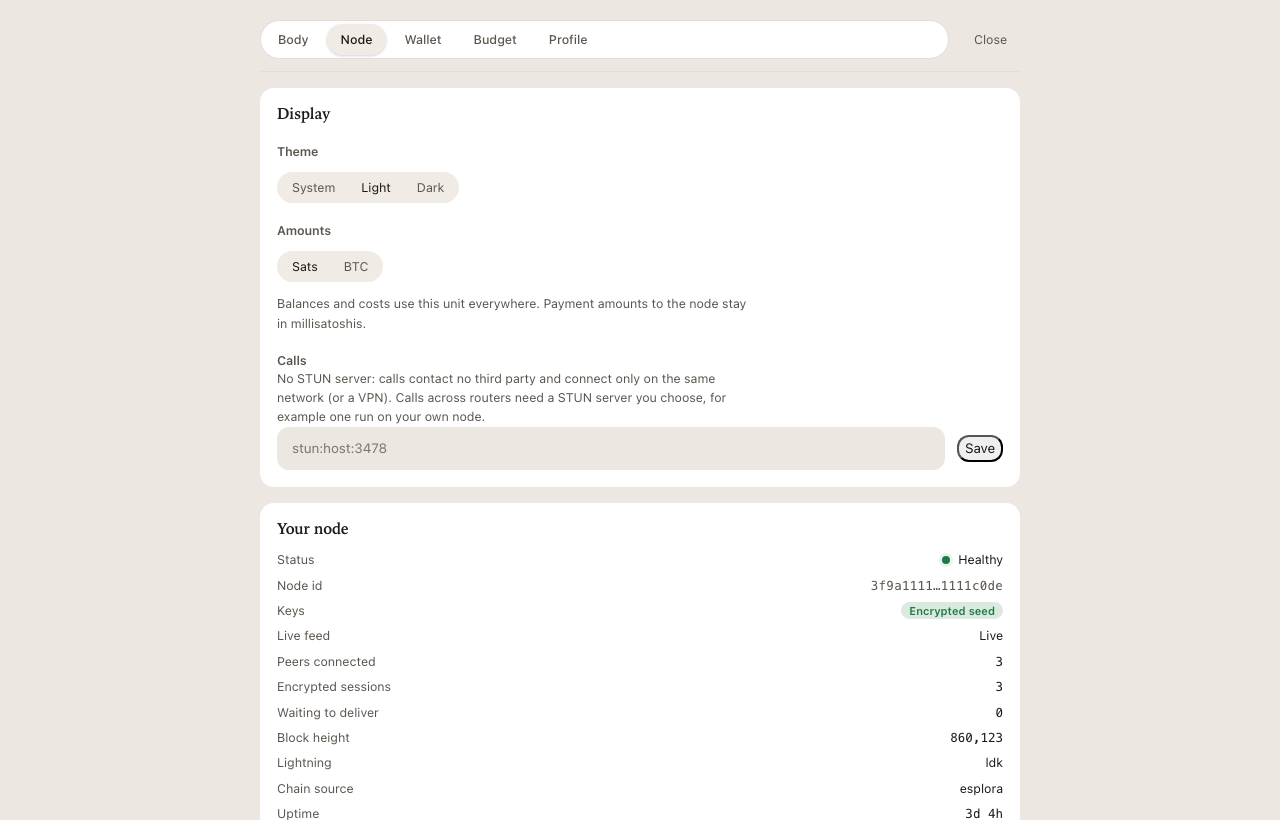 Body Node Wallet Budget Profile Close
Display
Theme
System Light Dark
Amounts
Sats BTC
Balances and costs use this unit everywhere. Payment amounts to the node stay
in millisatoshis.
Calls
No STUN server: calls contact no third party and connect only on the same
network (or a VPN). Calls across routers need a STUN server you choose, for
example one run on your own node.
stun:host:3478 Save
Your node
Status Healthy
Node id 3f9a1111…1111c0de
Keys Encrypted seed
Live feed Live
Peers connected 3
Encrypted sessions 3
Waiting to deliver 0
Block height 860,123
Lightning ldk
Chain source esplora
Uptime 3d 4h